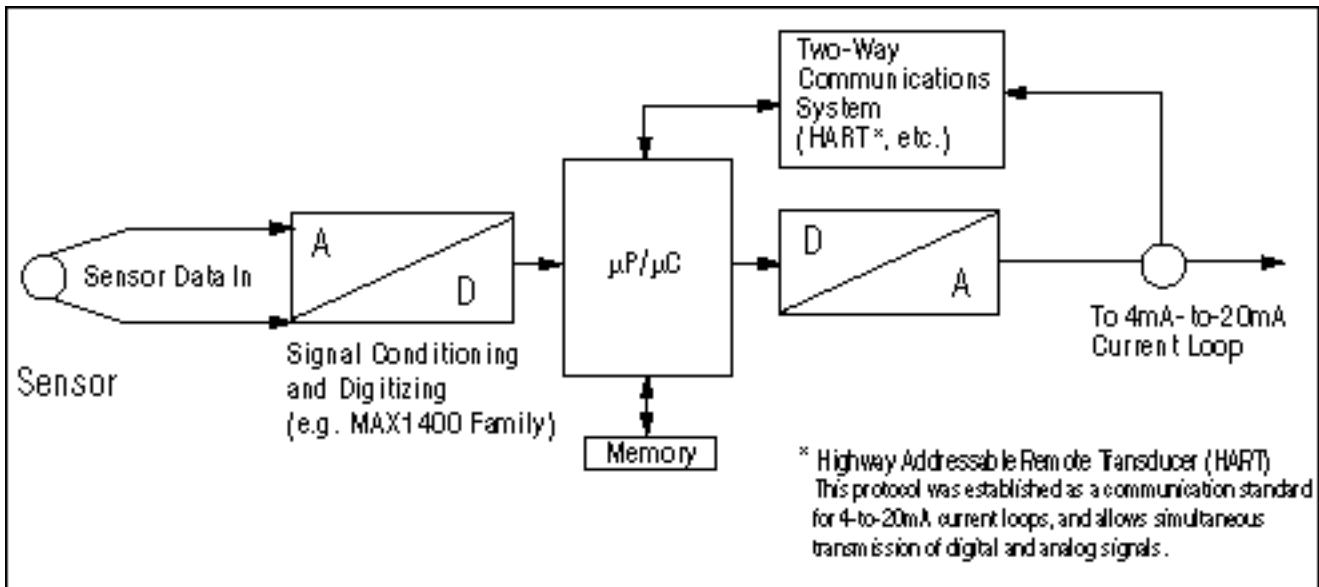 Two-Way
Communications
System
(HART*, etc.)
A
D
Sensor Data In
µP/µC
D
A
To 4mA-to-20mA
Current Loop
Signal Conditioning
and Digitizing
(e.g. MAX1400 Family)
Sensor
Memory
* Highway Addressable Remote Transducer (HART)
This protocol was established as a communication standard
for 4-to-20mA current loops, and allows simultaneous
transmission of digital and analog signals.